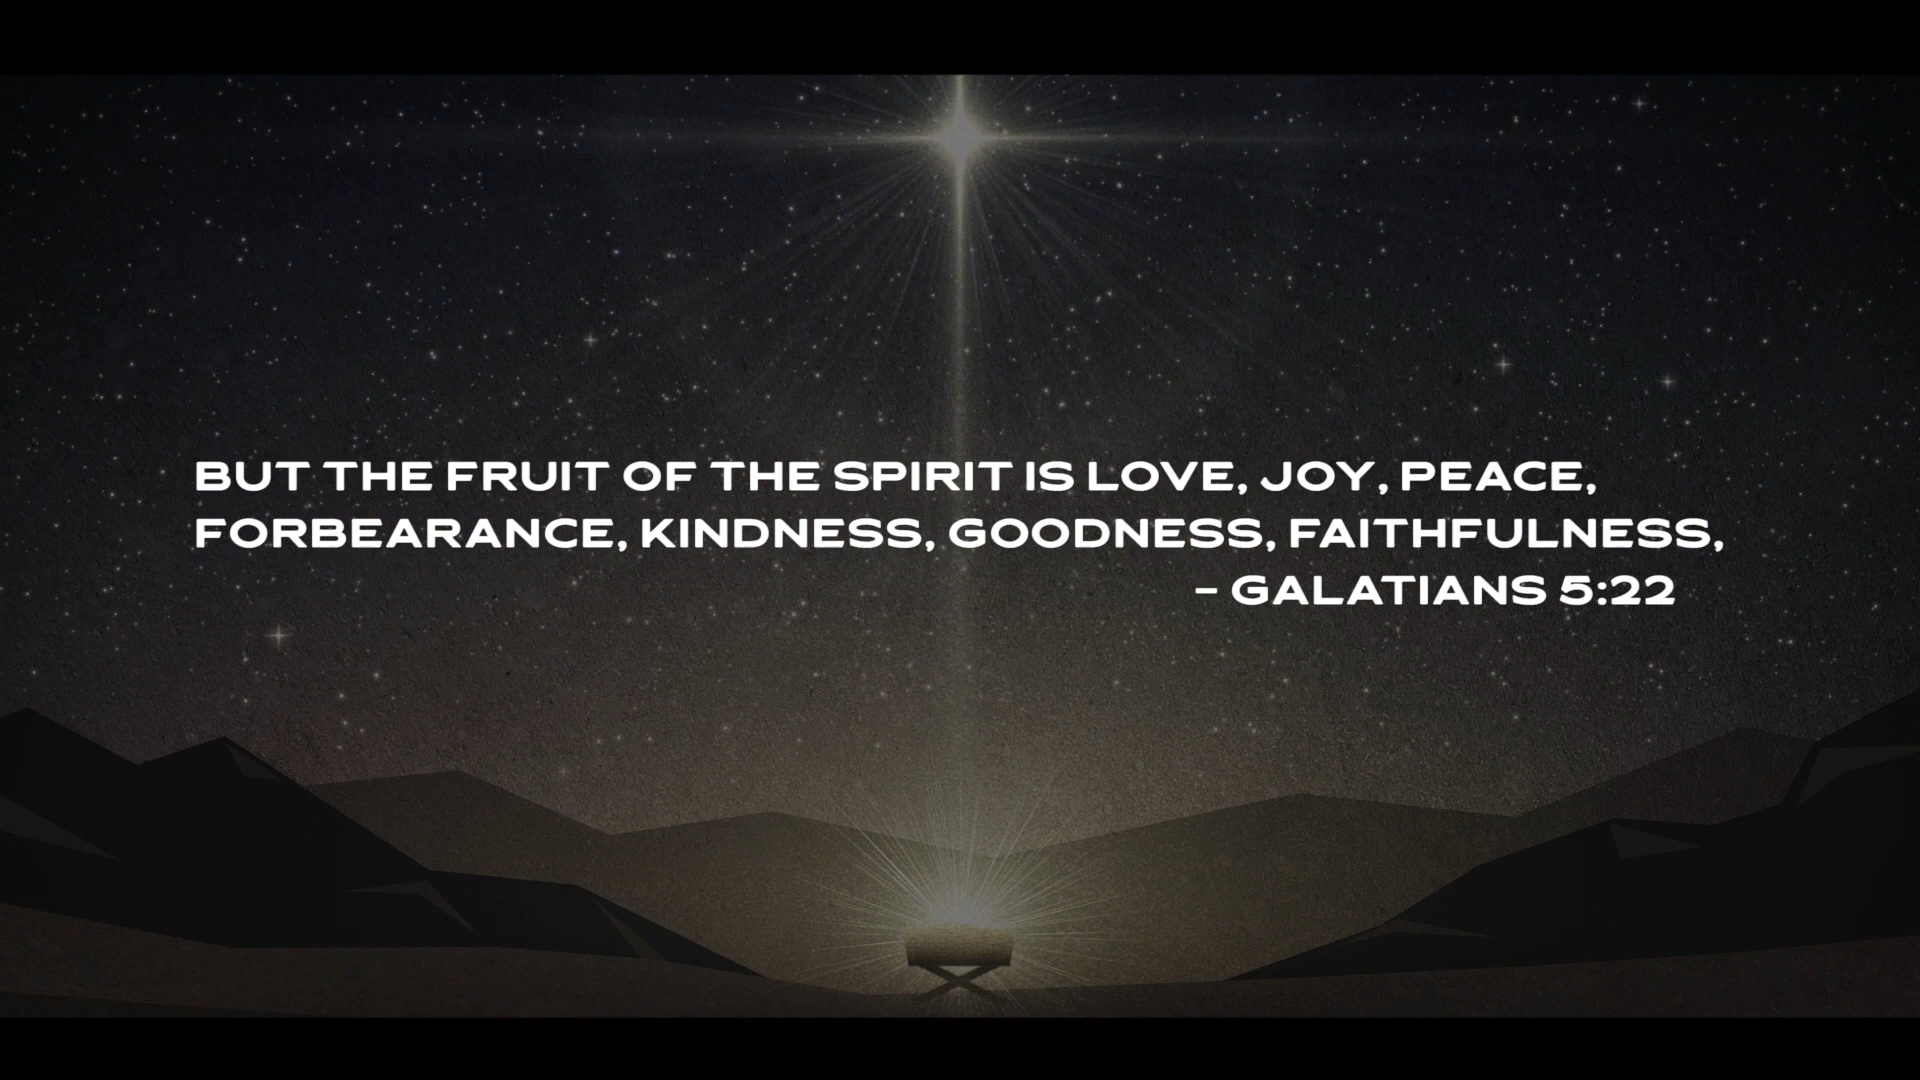 BUT THE FRUIT OF THE SPIRIT IS LOVE, JOY, PEACE,
FORBEARANCE, KINDNESS, GOODNESS, FAITHFULNESS,
– GALATIANS 5:22